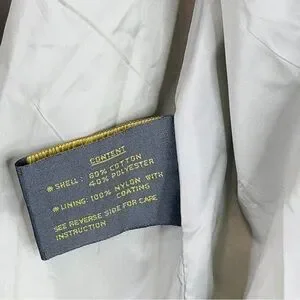 CONTENT
SHELL: 60% COTTON
40% POLYESTER
LINING: 100% NYLON WITH
COATING
SEE REVERSE SIDE FOR CARE
INSTRUCTION